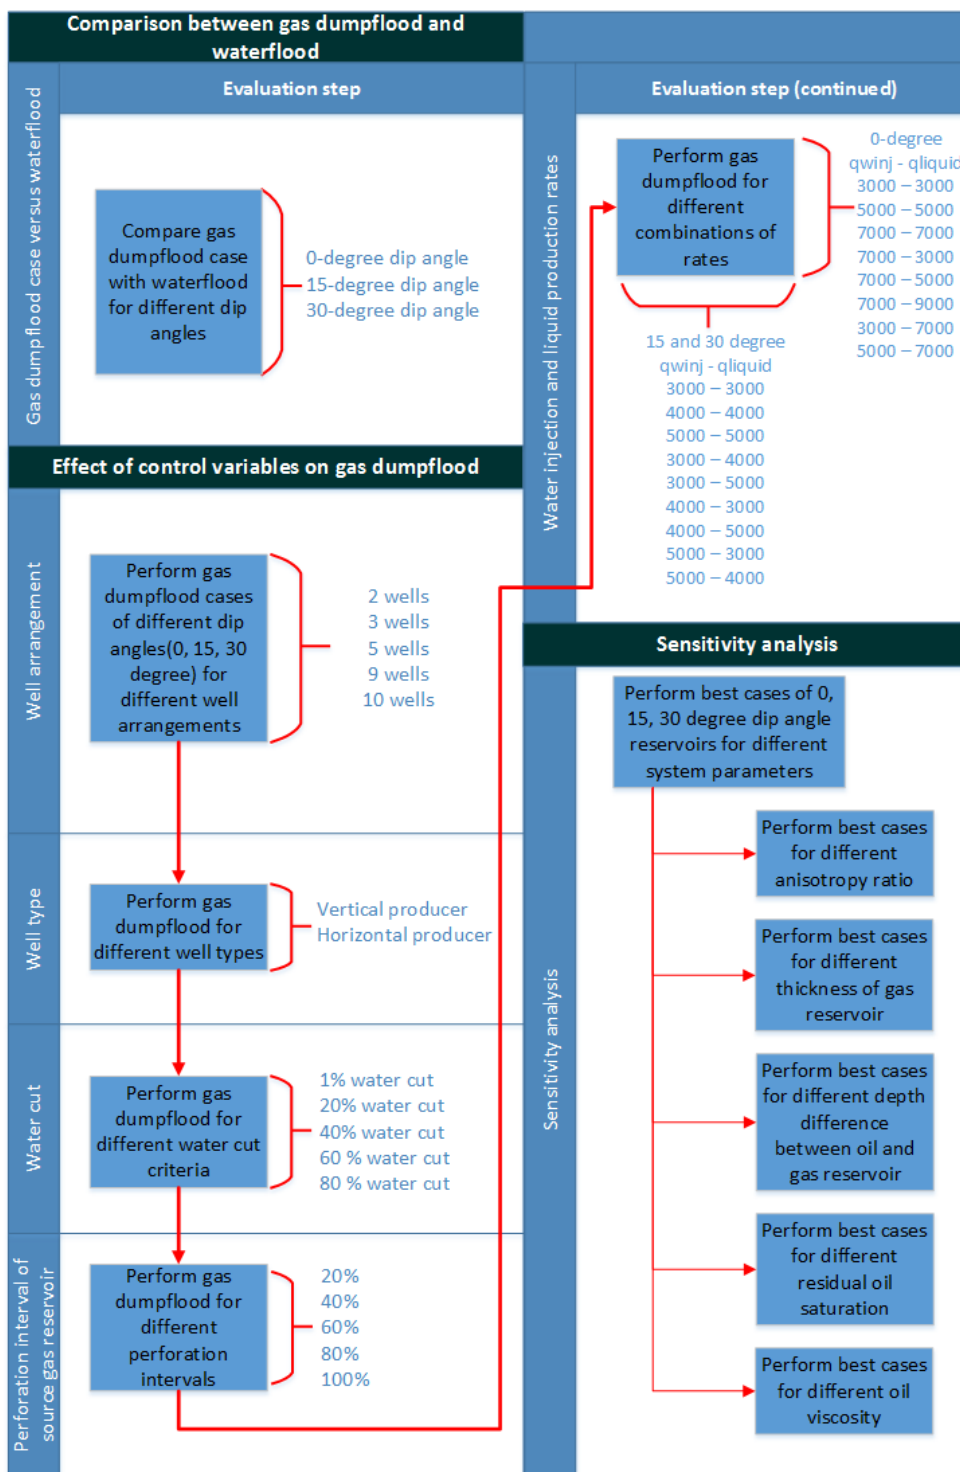 Comparison between gas dumpflood and
waterflood
Gas dumpflood case versus waterflood
Evaluation step
Compare gas
dumpflood case
with waterflood
for different dip
angles
0-degree dip angle
15-degree dip angle
30-degree dip angle
Effect of control variables on gas dumpflood
Well arrangement
Perform gas
dumpflood cases
of different dip
angles(0, 15, 30
degree) for
different well
arrangements
2 wells
3 wells
5 wells
9 wells
10 wells
Well type
Perform gas
dumpflood for
different well types
Vertical producer
Horizontal producer
Water cut
Perform gas
dumpflood for
different water cut
criteria
1% water cut
20% water cut
40% water cut
60 % water cut
80 % water cut
Perforation interval of
source gas reservoir
Perform gas
dumpflood for
different
perforation
intervals
20%
40%
60%
80%
100%
Water injection and liquid production rates
Evaluation step (continued)
Perform gas
dumpflood for
different
combinations of
rates
0-degree
qwinj - qliquid
3000 – 3000
5000 – 5000
7000 – 7000
7000 – 3000
7000 – 5000
7000 – 9000
3000 – 7000
5000 – 7000
15 and 30 degree
qwinj - qliquid
3000 – 3000
4000 – 4000
5000 – 5000
3000 – 4000
3000 – 5000
4000 – 3000
4000 – 5000
5000 – 3000
5000 – 4000
Sensitivity analysis
Sensitivity analysis
Perform best cases of 0,
15, 30 degree dip angle
reservoirs for different
system parameters
Perform best cases
for different
anisotropy ratio
Perform best cases
for different
thickness of gas
reservoir
Perform best cases
for different depth
difference
between oil and
gas reservoir
Perform best cases
for different
residual oil
saturation
Perform best cases
for different oil
viscosity